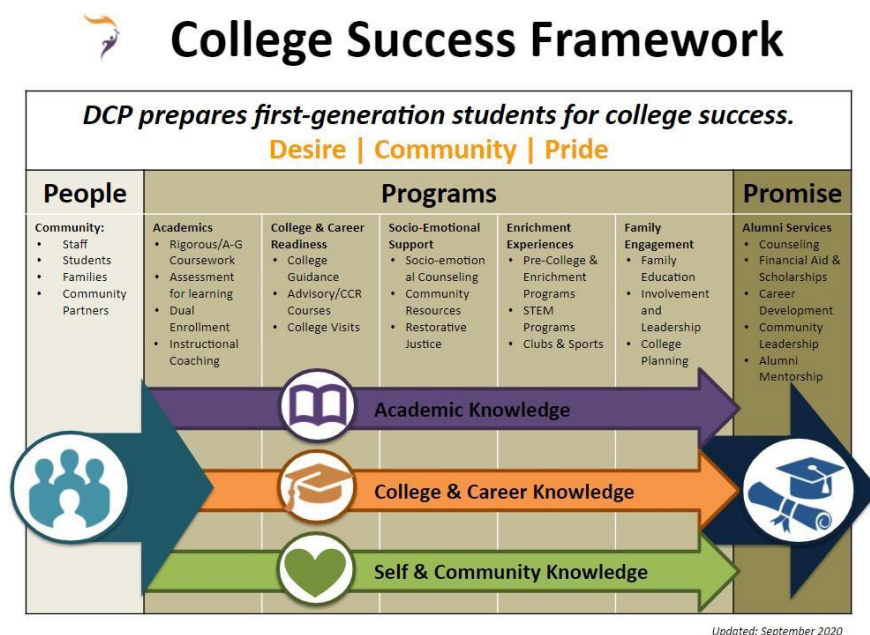 College Success Framework
DCP prepares first-generation students for college success.
Desire | Community | Pride
People
Programs
Promise
Community:
• Staff
• Students
• Families
• Community
Partners
Academics
• Rigorous/A-G
Coursework
• Assessment
for learning
• Dual
Enrollment
• Instructional
Coaching
College & Career
Readiness
• College
Guidance
• Advisory/CCR
Courses
• College Visits
Socio-Emotional
Support
• Socio-emotion
al Counseling
• Community
Resources
• Restorative
Justice
Enrichment
Experiences
• Pre-College &
Enrichment
Programs
• STEM
Programs
• Clubs & Sports
Family
Engagement
• Family
Education
• Involvement
and
Leadership
• College
Planning
Alumni Services
• Counseling
• Financial Aid &
Scholarships
• Career
Development
• Community
Leadership
• Alumni
Mentorship
Academic Knowledge
College & Career Knowledge
Self & Community Knowledge
Updated: September 2020